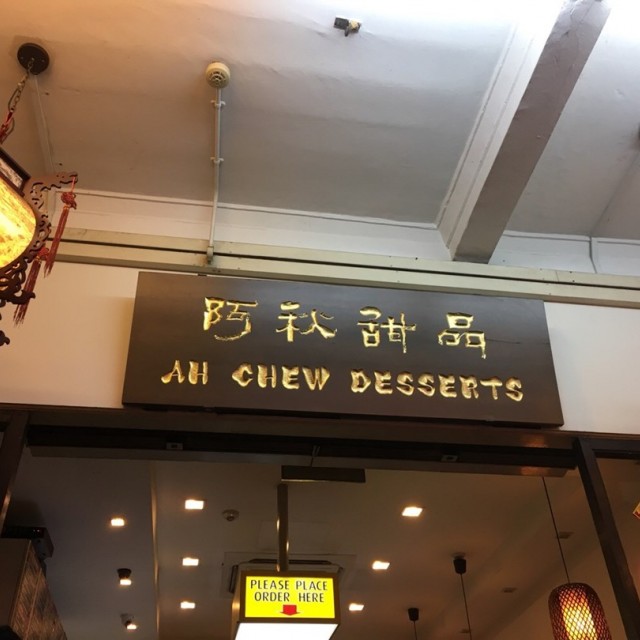 阿秋甜品
AH CHEW DESSERTS
PLEASE PLACE
ORDER HERE